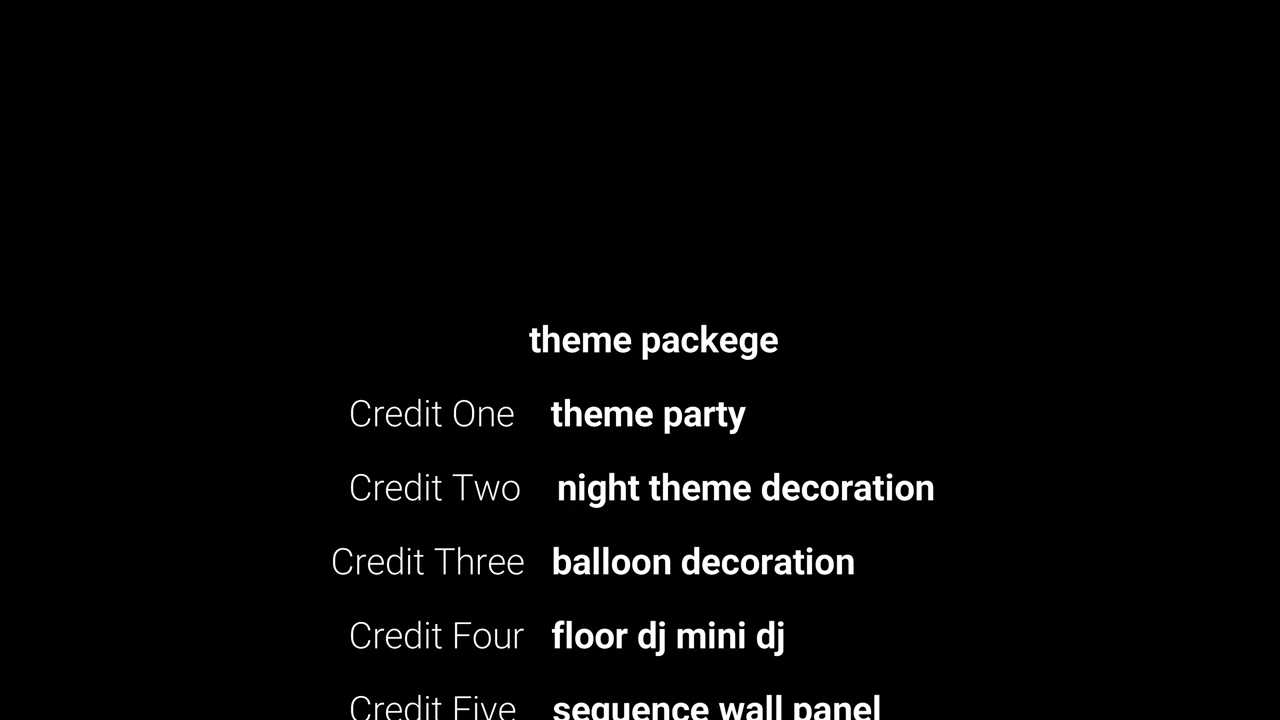 theme packege
Credit One theme party
Credit Two night theme decoration
Credit Three balloon decoration
Credit Four floor dj mini dj
Credit Five sequence wall panel